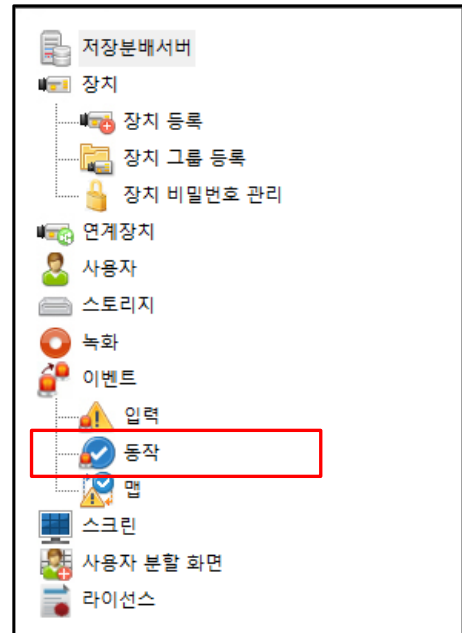 저장분배서버
장치
장치 등록
장치 그룹 등록
장치 비밀번호 관리
연계장치
사용자
스토리지
녹화
이벤트
입력
동작
맵
스크린
사용자 분할 화면
라이선스